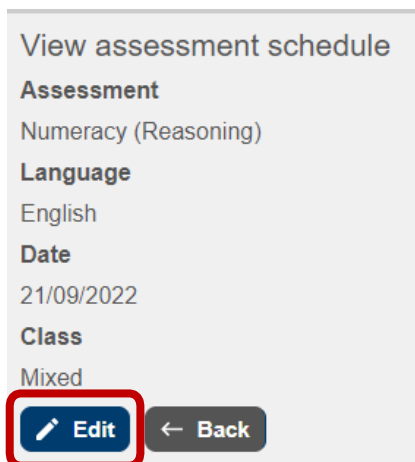 View assessment schedule
Assessment
Numeracy (Reasoning)
Language
English
Date
21/09/2022
Class
Mixed
Edit ← Back